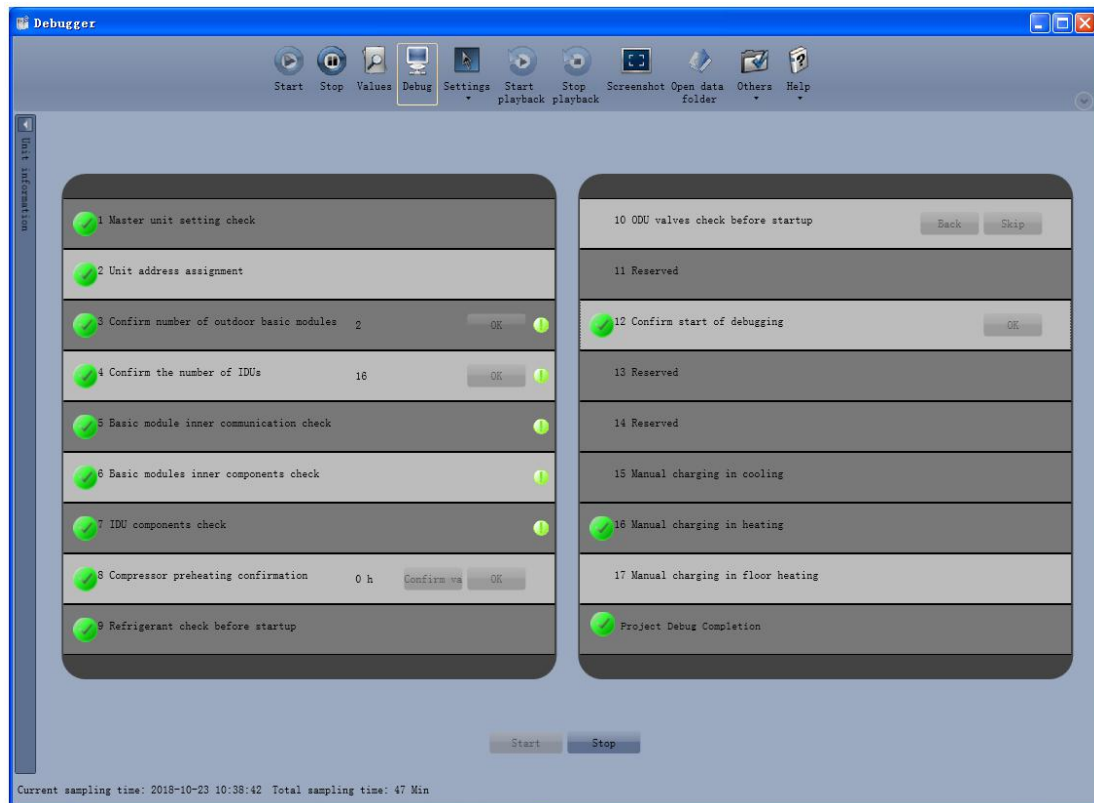 Debugger
Start Stop Values Debug Settings Start playback Stop playback Screenshot Open data folder Others Help
Unit information
1 Master unit setting check
2 Unit address assignment
3 Confirm number of outdoor basic modules 2 OK
4 Confirm the number of IDUs 16 OK
5 Basic module inner communication check
6 Basic modules inner components check
7 IDU components check
8 Compressor preheating confirmation 0 h Confirm va OK
9 Refrigerant check before startup
10 ODU valves check before startup Back Skip
11 Reserved
12 Confirm start of debugging OK
13 Reserved
14 Reserved
15 Manual charging in cooling
16 Manual charging in heating
17 Manual charging in floor heating
Project Debug Completion
Start Stop
Current sampling time: 2018-10-23 10:38:42 Total sampling time: 47 Min